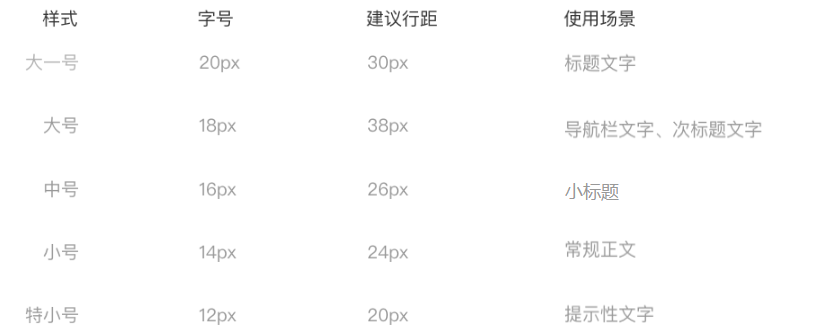 样式 字号 建议行距 使用场景
大一号 20px 30px 标题文字
大号 18px 38px 导航栏文字、次标题文字
中号 16px 26px 小标题
小号 14px 24px 常规正文
特小号 12px 20px 提示性文字